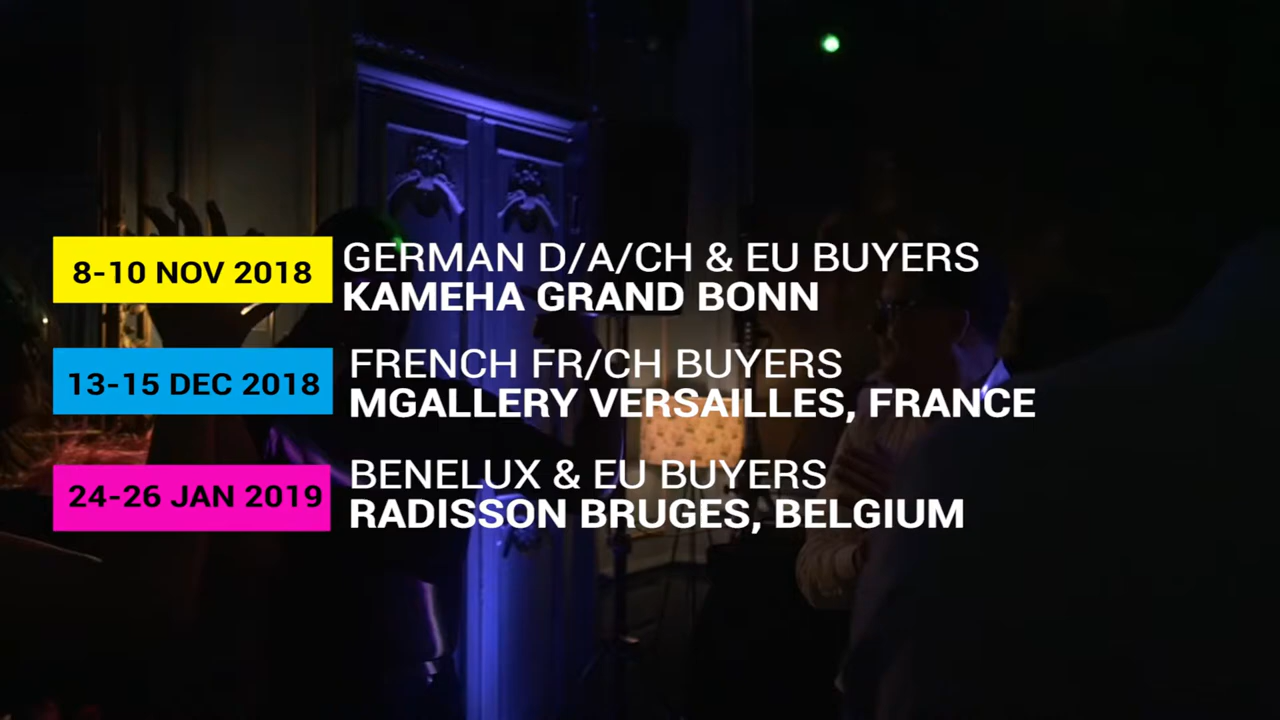 8-10 NOV 2018
GERMAN D/A/CH & EU BUYERS
KAMEHA GRAND BONN
13-15 DEC 2018
FRENCH FR/CH BUYERS
MGALLERY VERSAILLES, FRANCE
24-26 JAN 2019
BENELUX & EU BUYERS
RADISSON BRUGES, BELGIUM